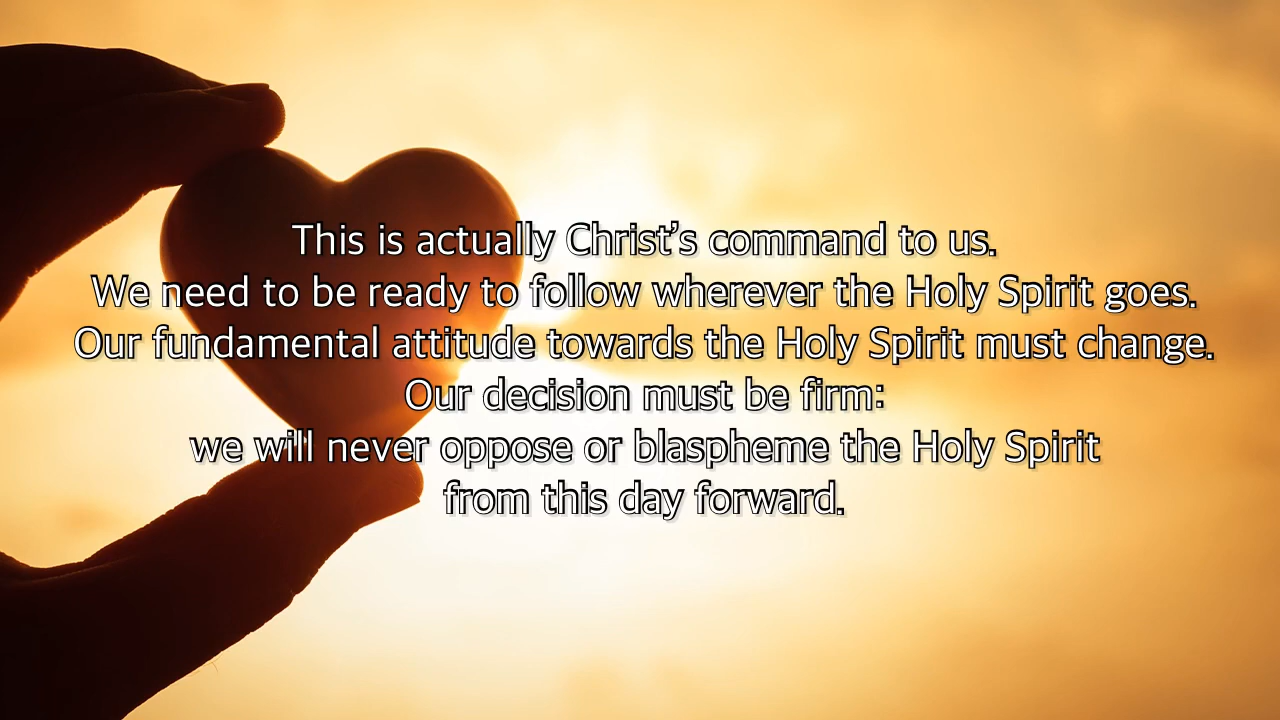 This is actually Christ’s command to us.
We need to be ready to follow wherever the Holy Spirit goes.
Our fundamental attitude towards the Holy Spirit must change.
Our decision must be firm:
we will never oppose or blaspheme the Holy Spirit
from this day forward.